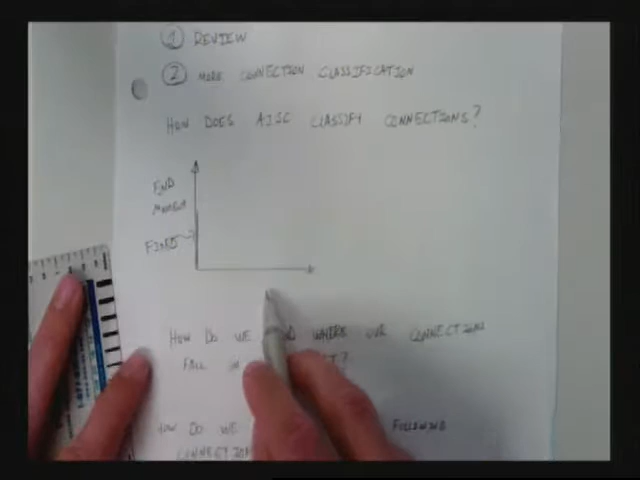 ① REVIEW
② MORE CONNECTION CLASSIFICATION
HOW DOES AISC CLASSIFY CONNECTIONS?
END
MOMENT
FIXED
HOW DO WE WHERE OUR CONNECTION
FALL IN
HOW DO WE FOLLOWING